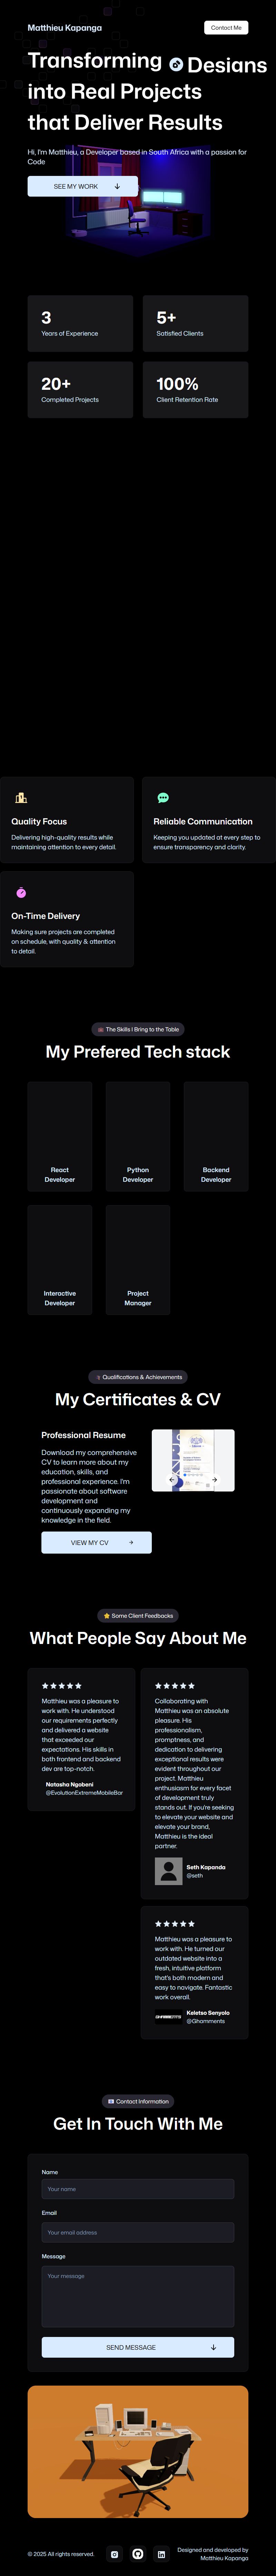 Matthieu Kapanga
Contact Me
Transforming Designs
into Real Projects
that Deliver Results
Hi, I'm Matthieu, a Developer based in South Africa with a passion for
Code
SEE MY WORK
3
Years of Experience
5+
Satisfied Clients
20+
Completed Projects
100%
Client Retention Rate
Quality Focus
Delivering high-quality results while
maintaining attention to every detail.
Reliable Communication
Keeping you updated at every step to
ensure transparency and clarity.
On-Time Delivery
Making sure projects are completed
on schedule, with quality & attention
to detail.
The Skills I Bring to the Table
My Prefered Tech stack
React
Developer
Python
Developer
Backend
Developer
Interactive
Developer
Project
Manager
Qualifications & Achievements
My Certificates & CV
Professional Resume
Download my comprehensive
CV to learn more about my
education, skills, and
professional experience. I'm
passionate about software
development and
continuously expanding my
knowledge in the field.
VIEW MY CV
Some Client Feedbacks
What People Say About Me
Matthieu was a pleasure to
work with. He understood
our requirements perfectly
and delivered a website
that exceeded our
expectations. His skills in
both frontend and backend
dev are top-notch.
Natasha Ngobeni
@EvolutionExtremeMobileBar
Collaborating with
Matthieu was an absolute
pleasure. His
professionalism,
promptness, and
dedication to delivering
exceptional results were
evident throughout our
project. Matthieu
enthusiasm for every facet
of development truly
stands out. If you're seeking
to elevate your website and
elevate your brand,
Matthieu is the ideal
partner.
Seth Kapanda
@seth
Matthieu was a pleasure to
work with. He turned our
outdated website into a
fresh, intuitive platform
that's both modern and
easy to navigate. Fantastic
work overall.
Keletso Senyolo
@Ghamments
Contact Information
Get In Touch With Me
Name
Your name
Email
Your email address
Message
Your message
SEND MESSAGE
© 2025 All rights reserved.
Designed and developed by
Matthieu Kapanga